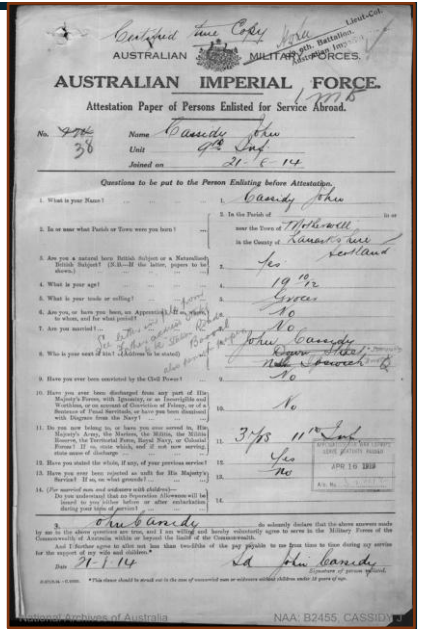 Certified true Copy
Lieut-Col.
9th. Battalion,
Australian Imperial
AUSTRALIAN MILITARY FORCES.
AUSTRALIAN IMPERIAL FORCE.
Attestation Paper of Persons Enlisted for Service Abroad.
No. 38
Name Cassidy John
Unit 9th Inf.
Joined on 21-8-14
Questions to be put to the Person Enlisting before Attestation.
1. What is your Name?
1. Cassidy John
2. In or near what Parish or Town were you born?
2. In the Parish of in or
near the Town of Motherwell
in the County of Lanarkshire
Scotland
3. Are you a natural born British Subject or a Naturalised
British Subject? (N.B.—If the latter, papers to be
shown.)
3. Yes
4. What is your age?
4. 19 10/12
5. What is your trade or calling?
5. Grocer
6. Are you, or have you been, an Apprentice? If so where,
to whom, and for what period?
6. No
7. Are you married?
7. No
8. Who is your next of kin? (Address to be stated)
8. John Cassidy
Down Street
Nth Ipswich Q
9. Have you ever been convicted by the Civil Power?
9. No
10. Have you ever been discharged from any part of His
Majesty's Forces, with Ignominy, or as Incorrigible and
Worthless, or on account of Conviction of Felony, or of a
Sentence of Penal Servitude, or have you been dismissed
with Disgrace from the Navy?
10. No
11. Do you now belong to, or have you ever served in, His
Majesty's Army, the Marines, the Militia, the Militia
Reserve, the Territorial Force, Royal Navy, or Colonial
Forces? If so, state which, and if not now serving,
state cause of discharge
11. 3 yrs 11th Inf.
12. Have you stated the whole, if any, of your previous service?
12. Yes
13. Have you ever been rejected as unfit for His Majesty's
Service? If so, on what grounds?
13. No
APR 16
14. (For married men and widowers with children)—
Do you understand that no Separation Allowance will be
issued to you either before or after embarkation
during your term of service?
14.
3. John Cassidy do solemnly declare that the above answers made
by me to the above questions are true, and I am willing and hereby voluntarily agree to serve in the Military Forces of the
Commonwealth of Australia within or beyond the limits of the Commonwealth.
And I further agree to allot not less than two-fifths of the pay payable to me from time to time during my service
for the support of my wife and children.*
Date 21-8-14
Sd John Cassidy
Signature of person enlisted.
*This clause should be struck out in the case of unmarried men or widowers without children under 18 years of age.
National Archives of Australia
NAA: B2455, CASSIDY J